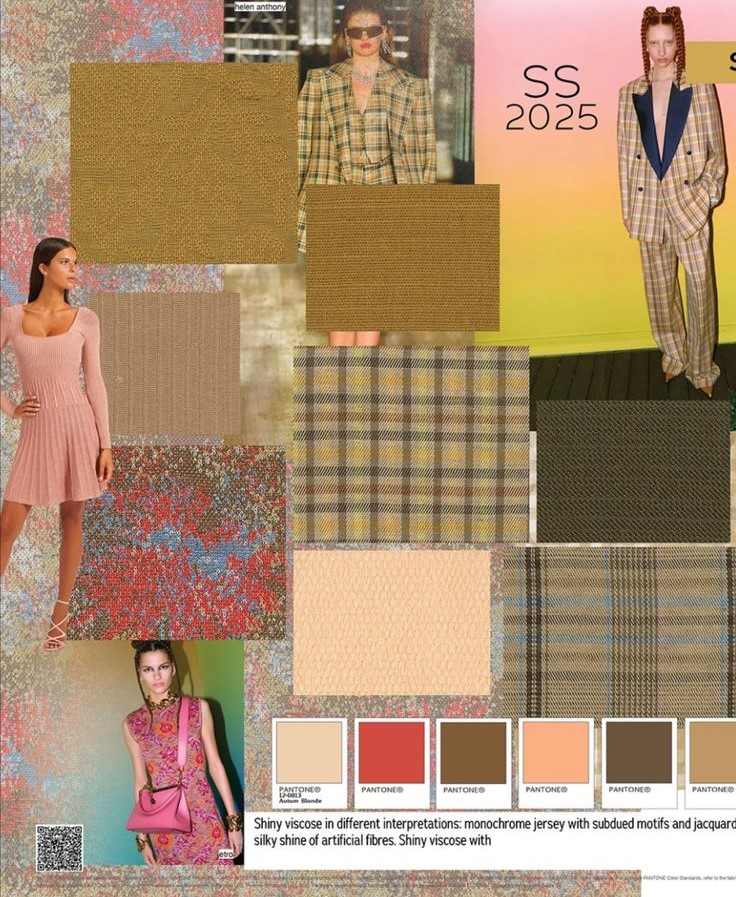 helen anthony
SS
2025
S
PANTONE®
12-0813
Autum Blonde
PANTONE®
PANTONE®
PANTONE®
PANTONE®
PANTONE®
Shiny viscose in different interpretations: monochrome jersey with subdued motifs and jacquard
silky shine of artificial fibres. Shiny viscose with
etro
PANTONE Color Standards, refer to the